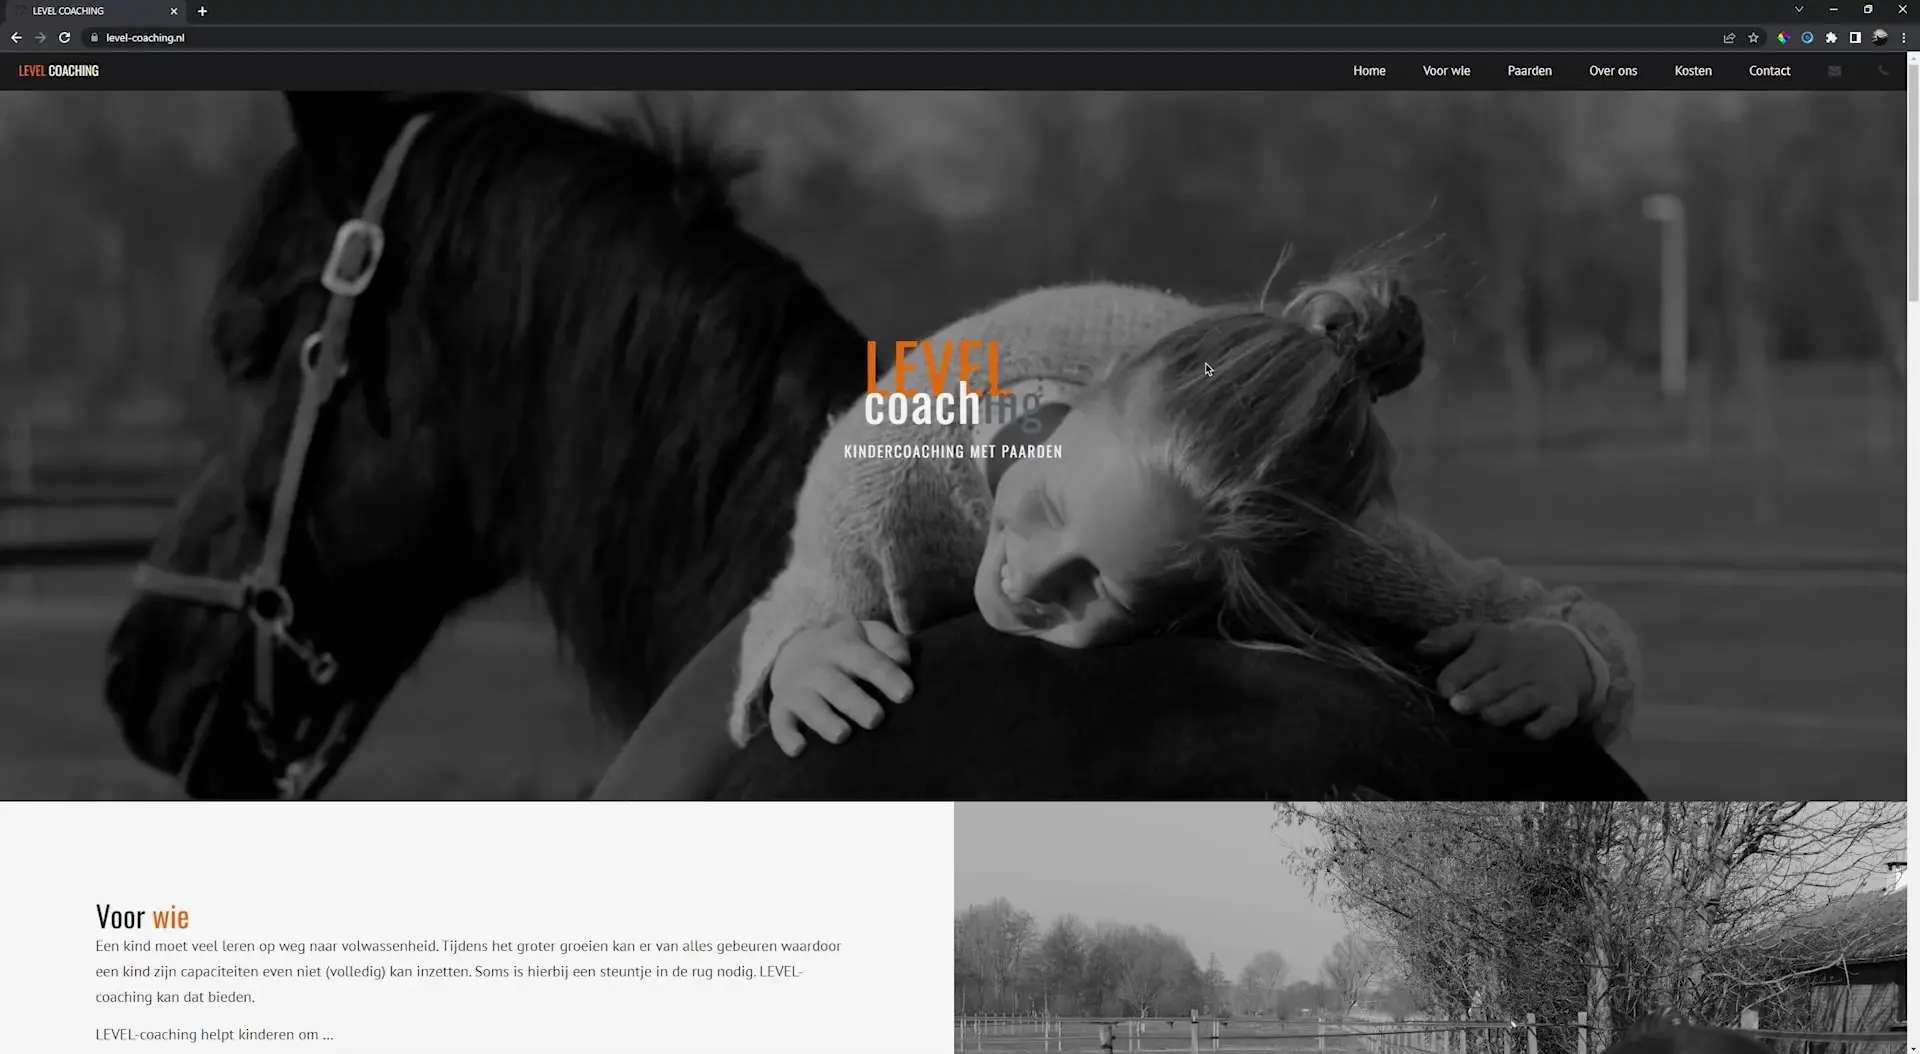 LEVEL COACHING
level-coaching.nl
LEVEL COACHING
Home
Voor wie
Paarden
Over ons
Kosten
Contact
LEVEL
coaching
KINDERCOACHING MET PAARDEN
Voor wie
Een kind moet veel leren op weg naar volwassenheid. Tijdens het groter groeien kan er van alles gebeuren waardoor
een kind zijn capaciteiten even niet (volledig) kan inzetten. Soms is hierbij een steuntje in de rug nodig. LEVEL-
coaching kan dat bieden.
LEVEL-coaching helpt kinderen om ...